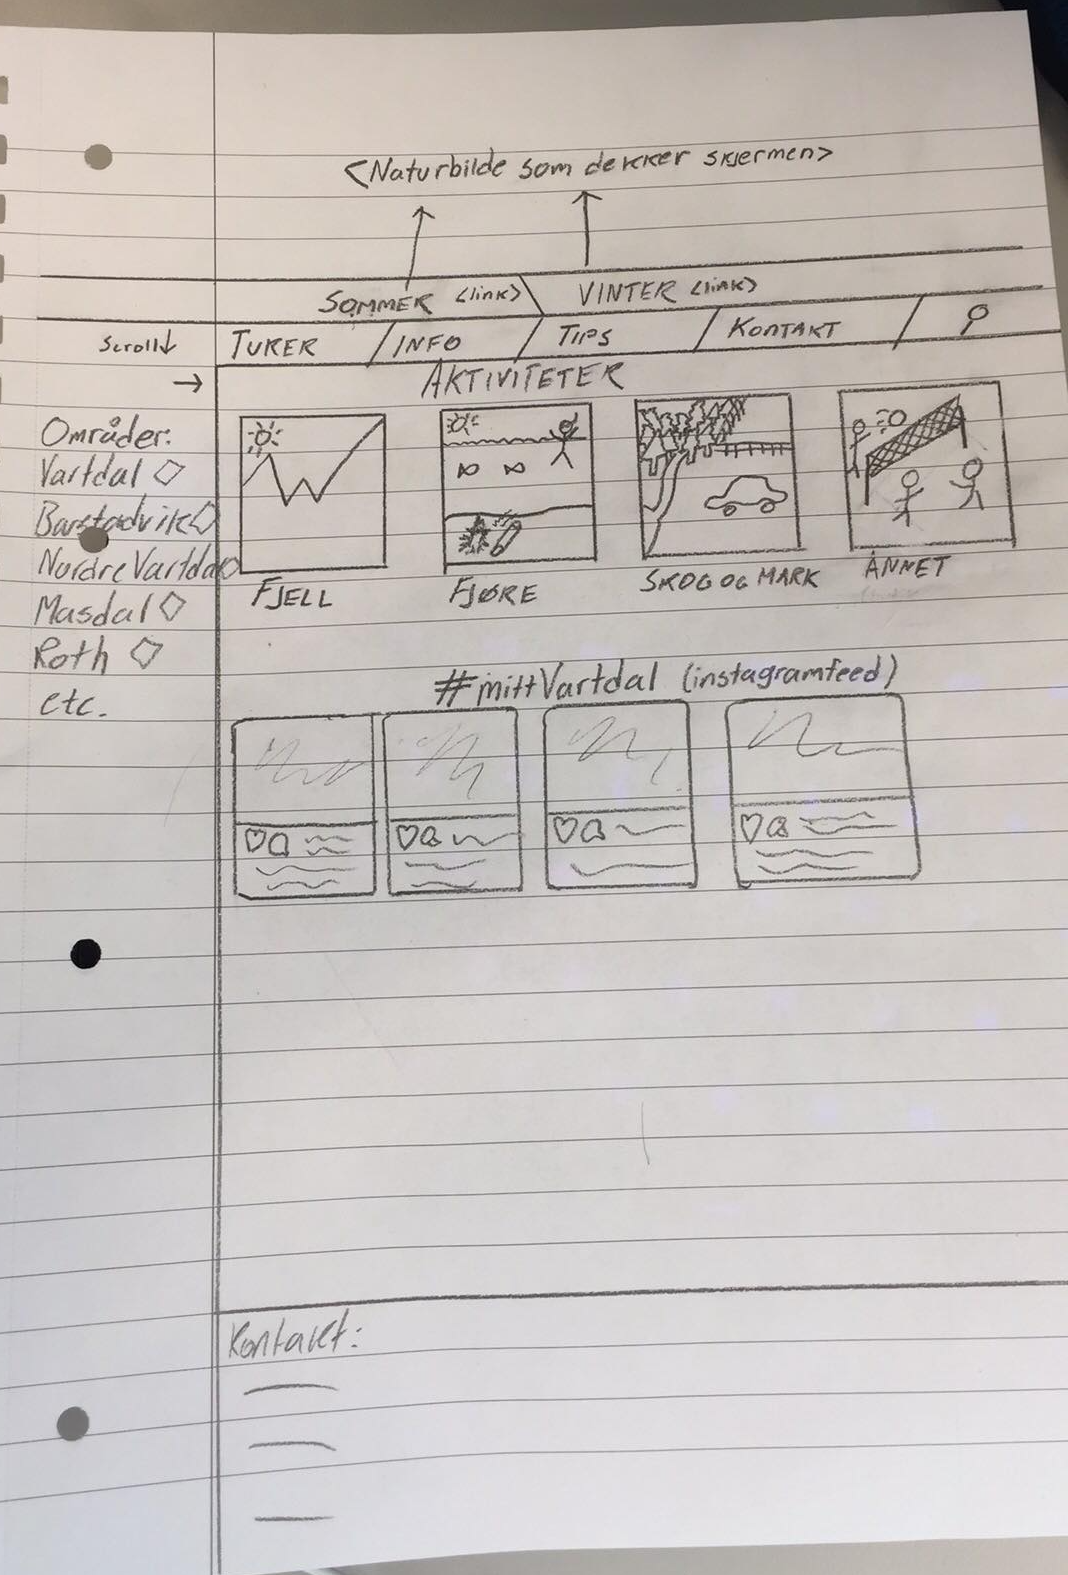 <Naturbilde som dekker skjermen>
SOMMER <link> VINTER <link>
Scroll↓ TURER / INFO / TIPS / KONTAKT /
→ AKTIVITETER
Områder:
Vartdal
Barstadvik
Nordre Vartdal
Masdal
Roth
etc.
FJELL FJØRE SKOG OG MARK ANNET
#mittVartdal (instagramfeed)
Kontakt: